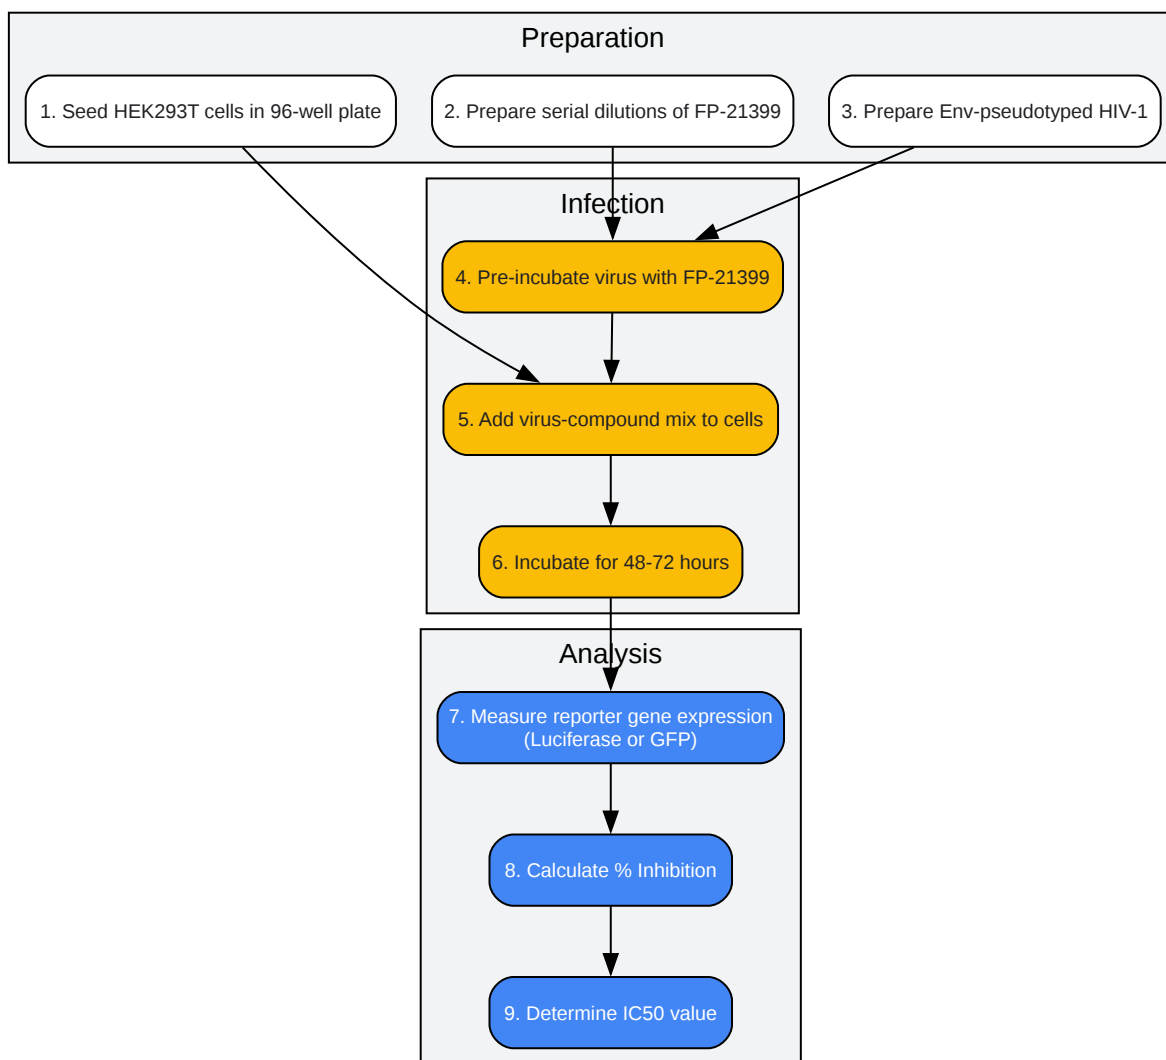 Preparation
1. Seed HEK293T cells in 96-well plate
2. Prepare serial dilutions of FP-21399
3. Prepare Env-pseudotyped HIV-1
Infection
4. Pre-incubate virus with FP-21399
5. Add virus-compound mix to cells
6. Incubate for 48-72 hours
Analysis
7. Measure reporter gene expression
(Luciferase or GFP)
8. Calculate % Inhibition
9. Determine IC50 value